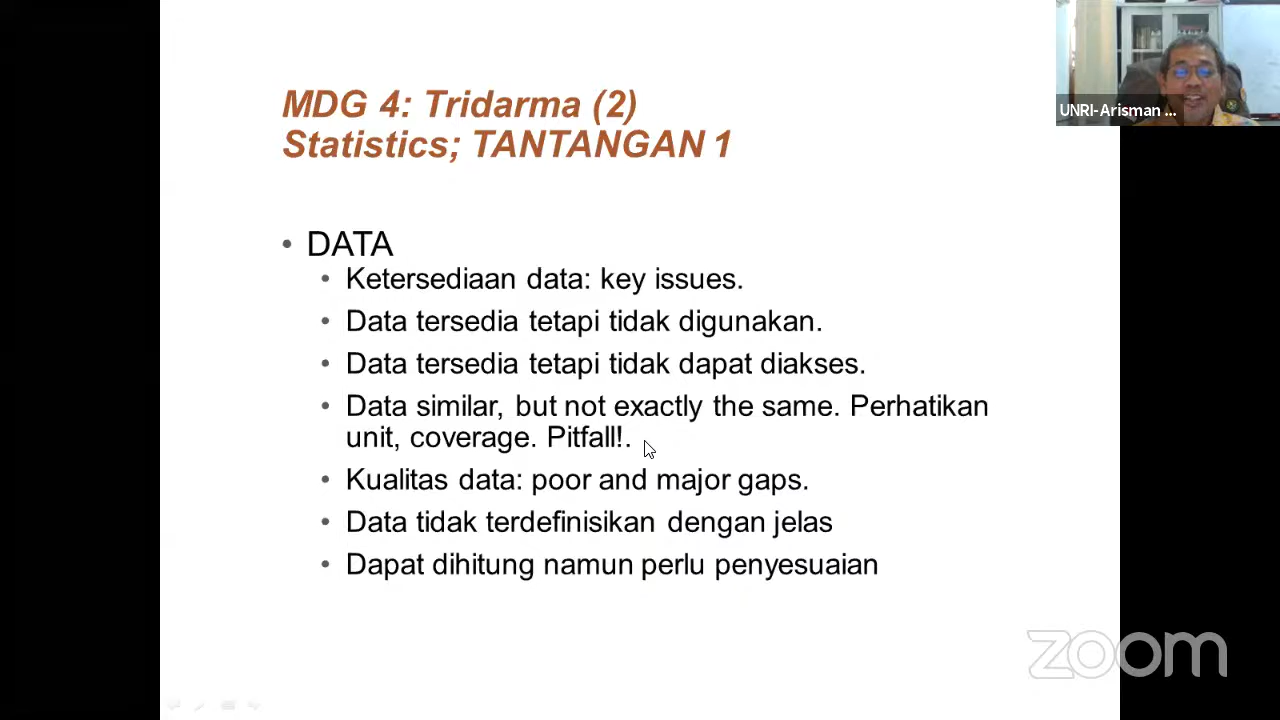 MDG 4: Tridarma (2)
Statistics; TANTANGAN 1
UNRI-Arisman ...
• DATA
• Ketersediaan data: key issues.
• Data tersedia tetapi tidak digunakan.
• Data tersedia tetapi tidak dapat diakses.
• Data similar, but not exactly the same. Perhatikan
unit, coverage. Pitfall!.
• Kualitas data: poor and major gaps.
• Data tidak terdefinisikan dengan jelas
• Dapat dihitung namun perlu penyesuaian
zoom